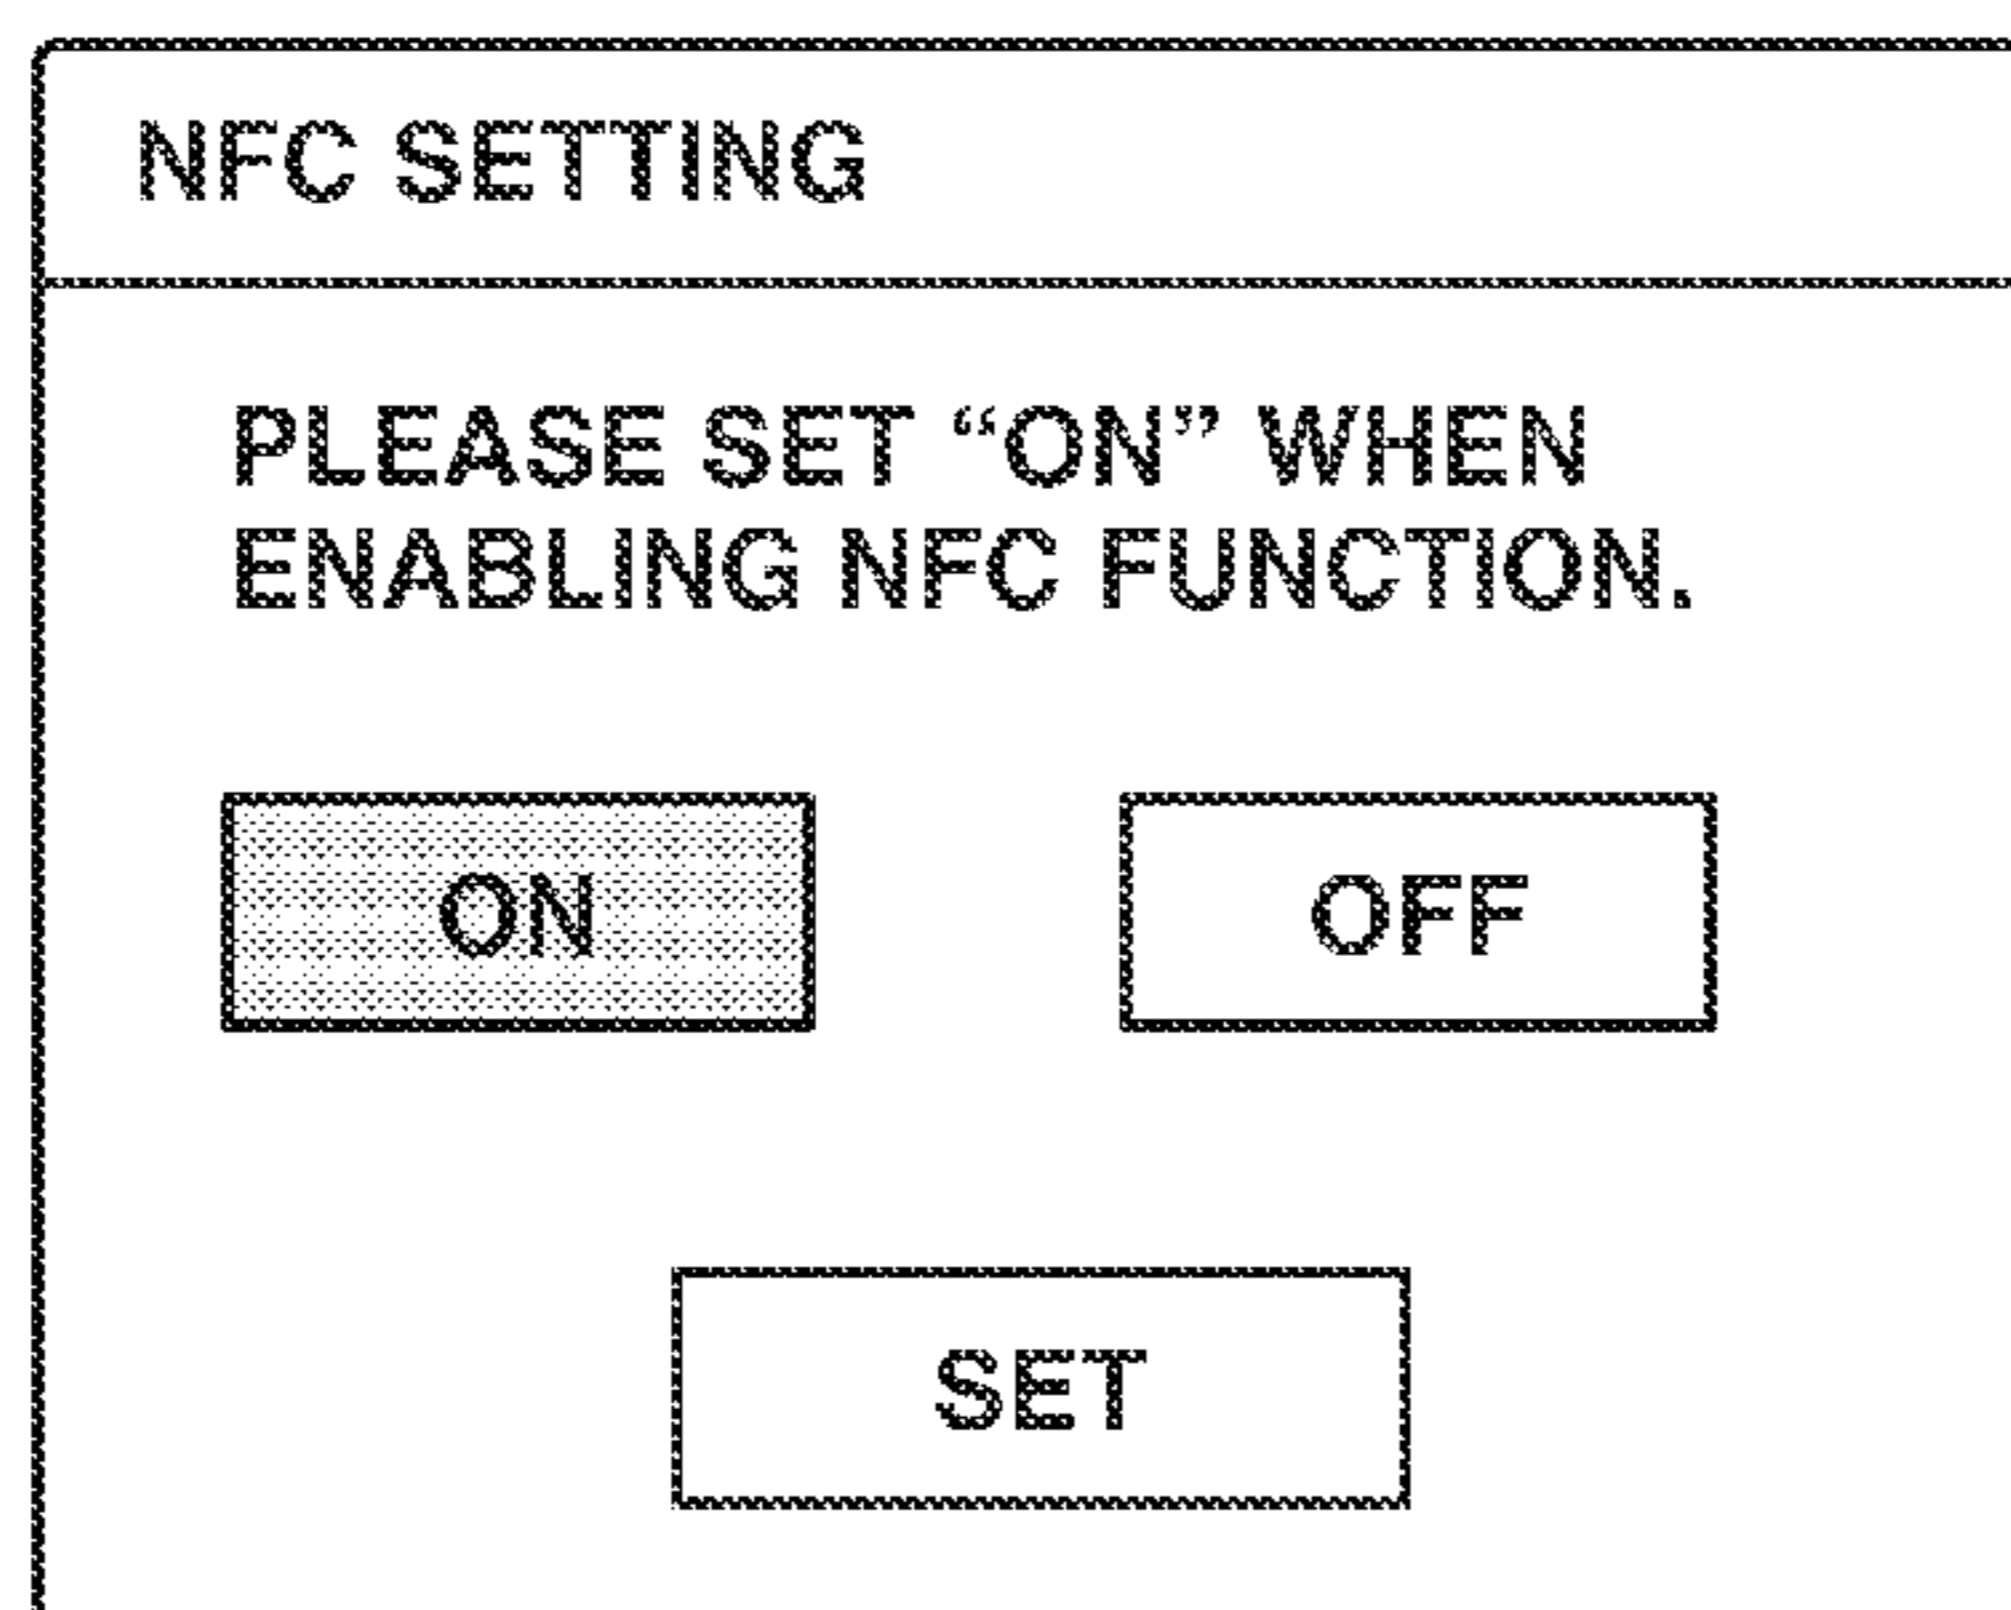 NFC SETTING
PLEASE SET “ON” WHEN
ENABLING NFC FUNCTION.
ON
OFF
SET